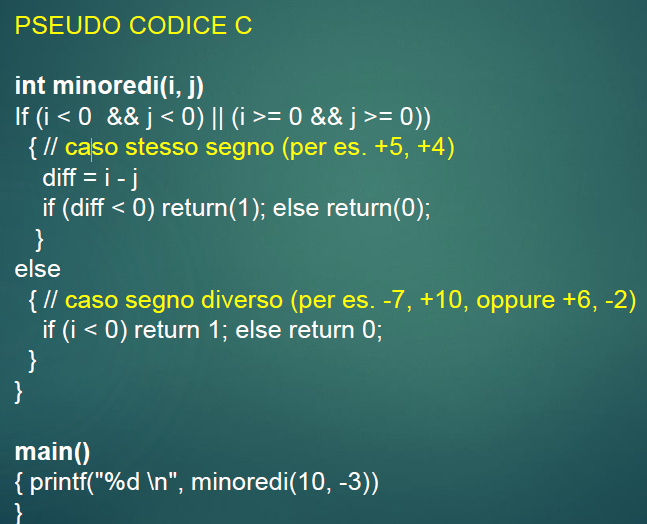 PSEUDO CODICE C
int minoredi(i, j)
If (i < 0 && j < 0) || (i >= 0 && j >= 0))
{ // caso stesso segno (per es. +5, +4)
diff = i - j
if (diff < 0) return(1); else return(0);
}
else
{ // caso segno diverso (per es. -7, +10, oppure +6, -2)
if (i < 0) return 1; else return 0;
}
}
main()
{ printf("%d \n", minoredi(10, -3))
}